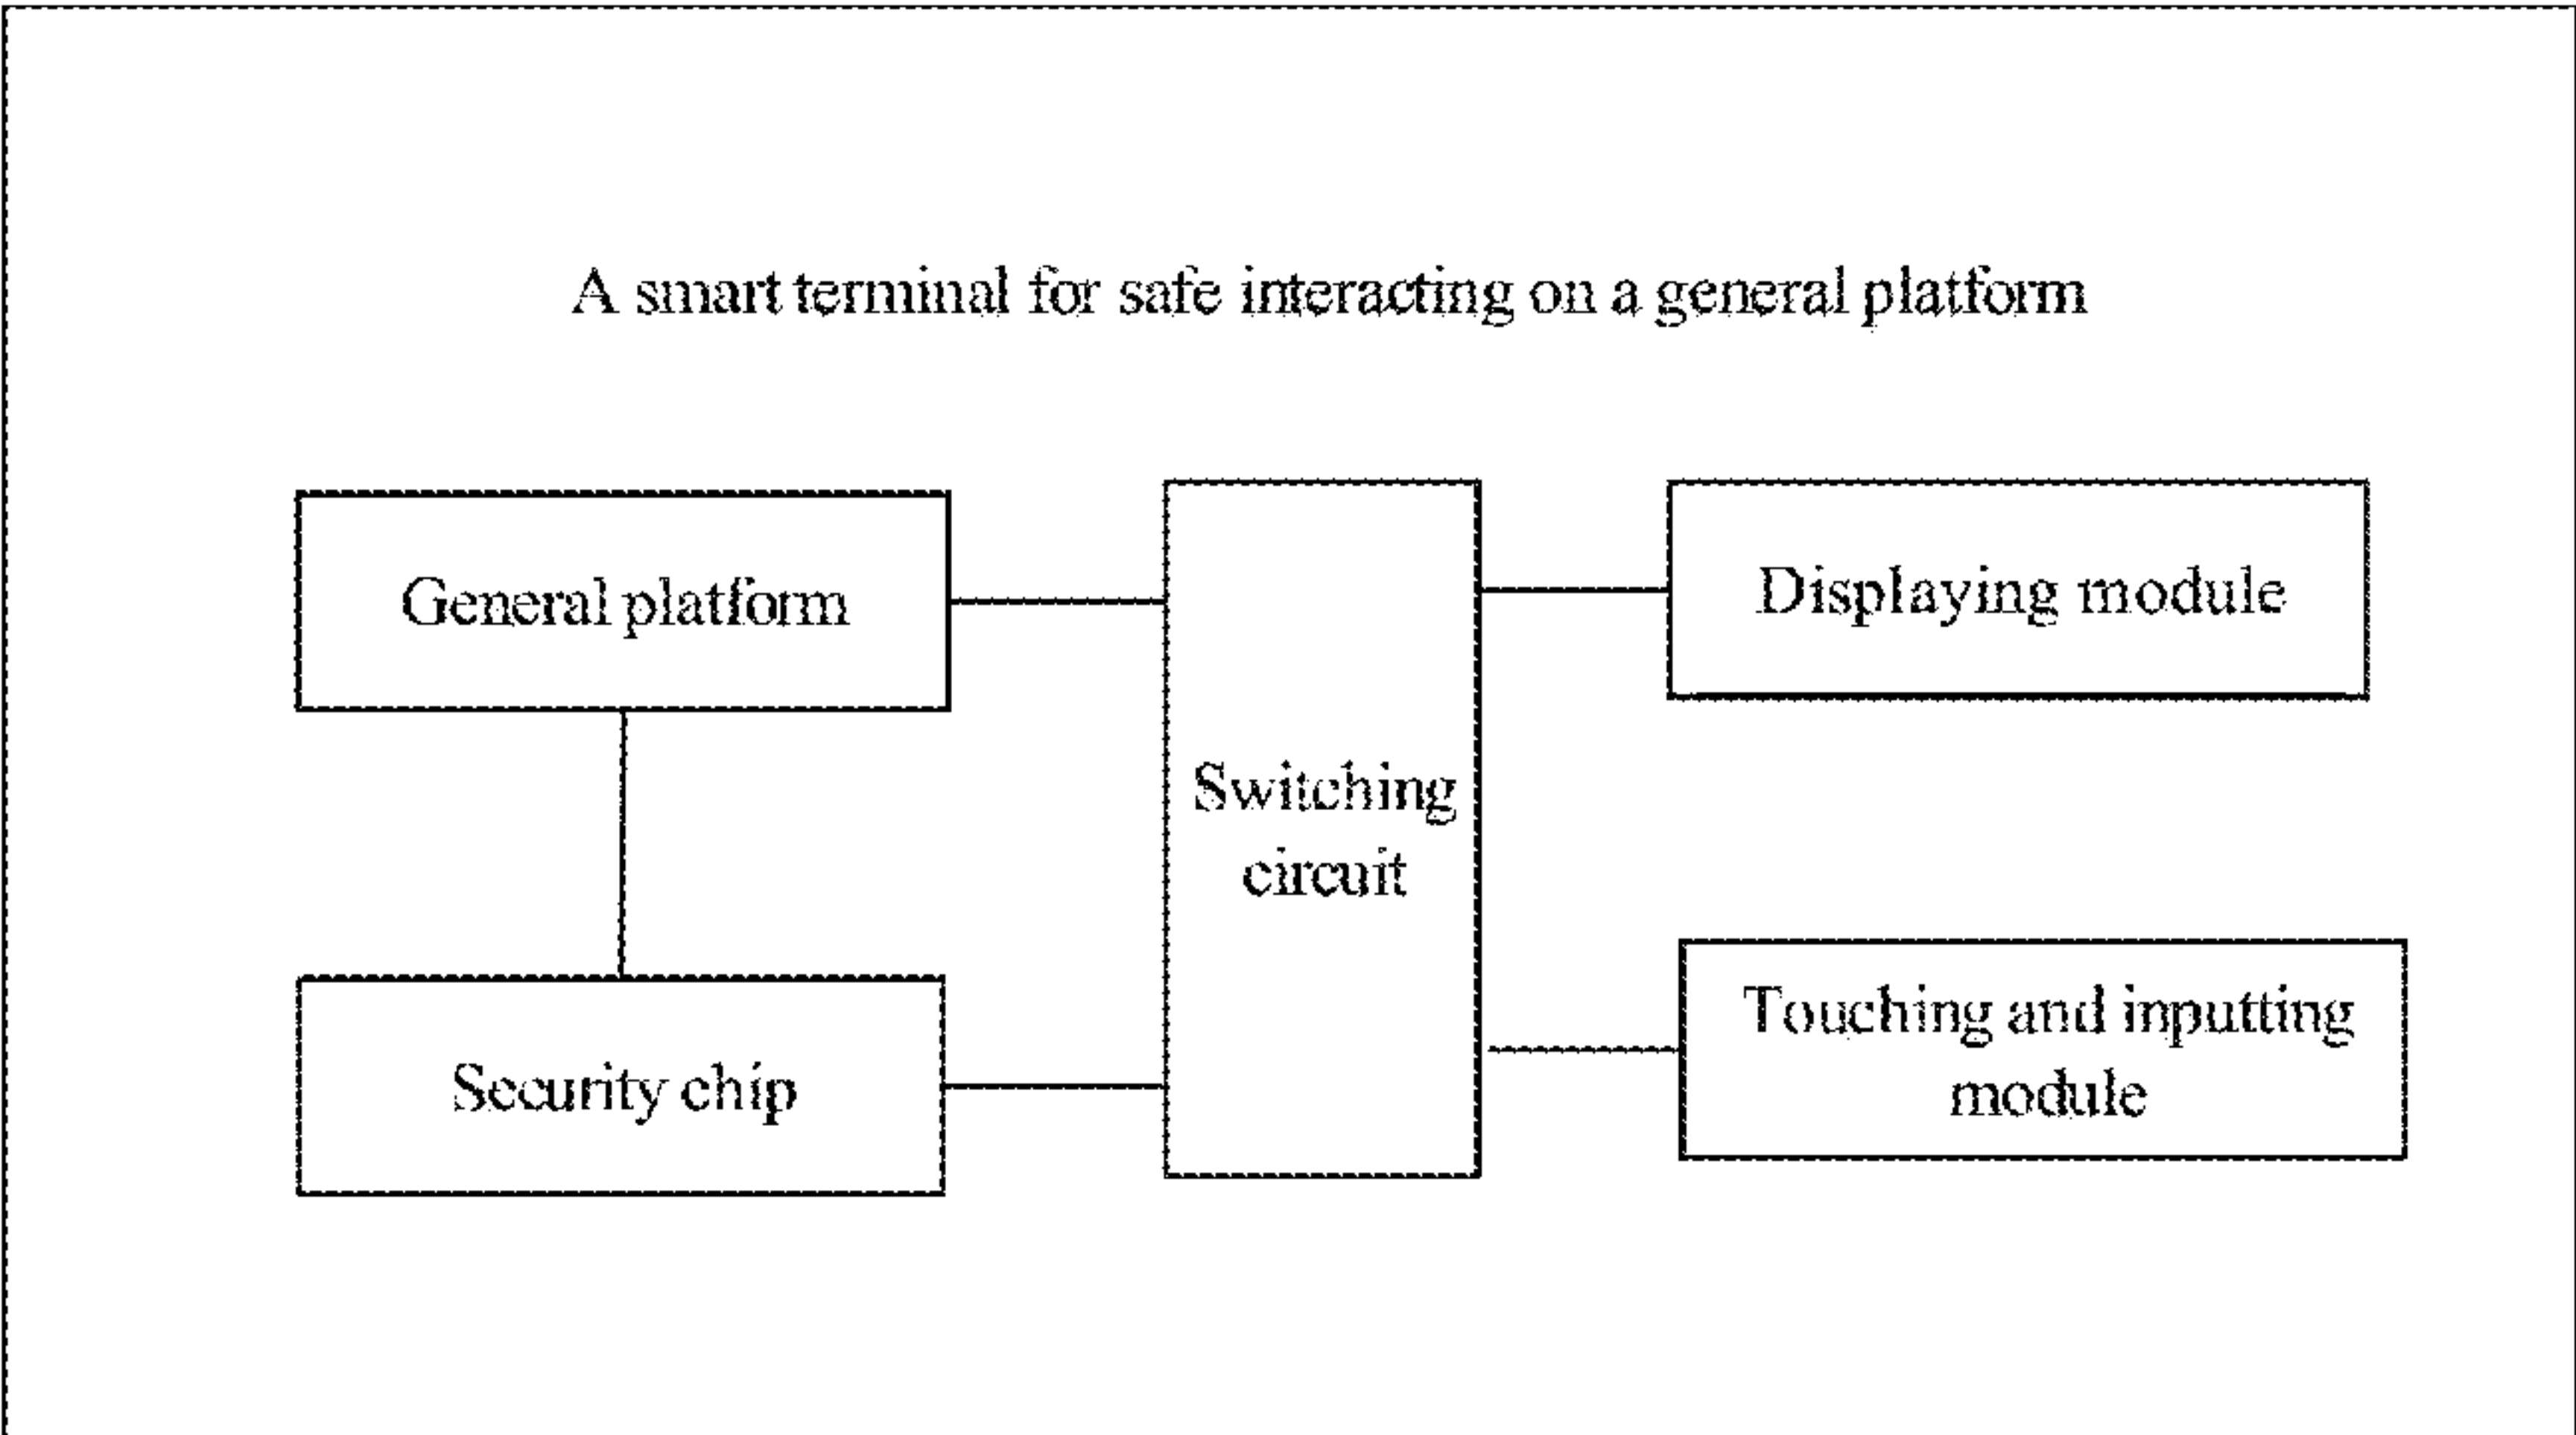 A smart terminal for safe interacting on a general platform
General platform
Displaying module
Switching
circuit
Security chip
Touching and inputting
module